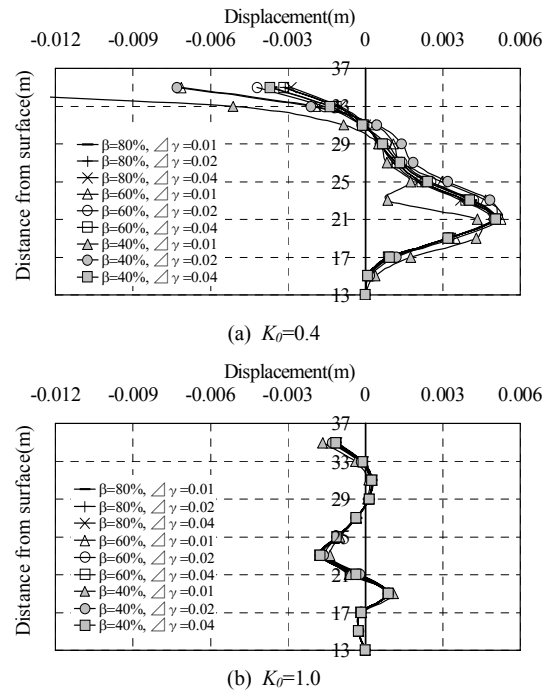 Displacement(m)
-0.012 -0.009 -0.006 -0.003 0 0.003 0.006
37
33
29
25
21
17
13
Distance from surface(m)
β=80%, ⊿γ=0.01
β=80%, ⊿γ=0.02
β=80%, ⊿γ=0.04
β=60%, ⊿γ=0.01
β=60%, ⊿γ=0.02
β=60%, ⊿γ=0.04
β=40%, ⊿γ=0.01
β=40%, ⊿γ=0.02
β=40%, ⊿γ=0.04
(a) K0=0.4
Displacement(m)
-0.012 -0.009 -0.006 -0.003 0 0.003 0.006
37
33
29
25
21
17
13
Distance from surface(m)
β=80%, ⊿γ=0.01
β=80%, ⊿γ=0.02
β=80%, ⊿γ=0.04
β=60%, ⊿γ=0.01
β=60%, ⊿γ=0.02
β=60%, ⊿γ=0.04
β=40%, ⊿γ=0.01
β=40%, ⊿γ=0.02
β=40%, ⊿γ=0.04
(b) K0=1.0